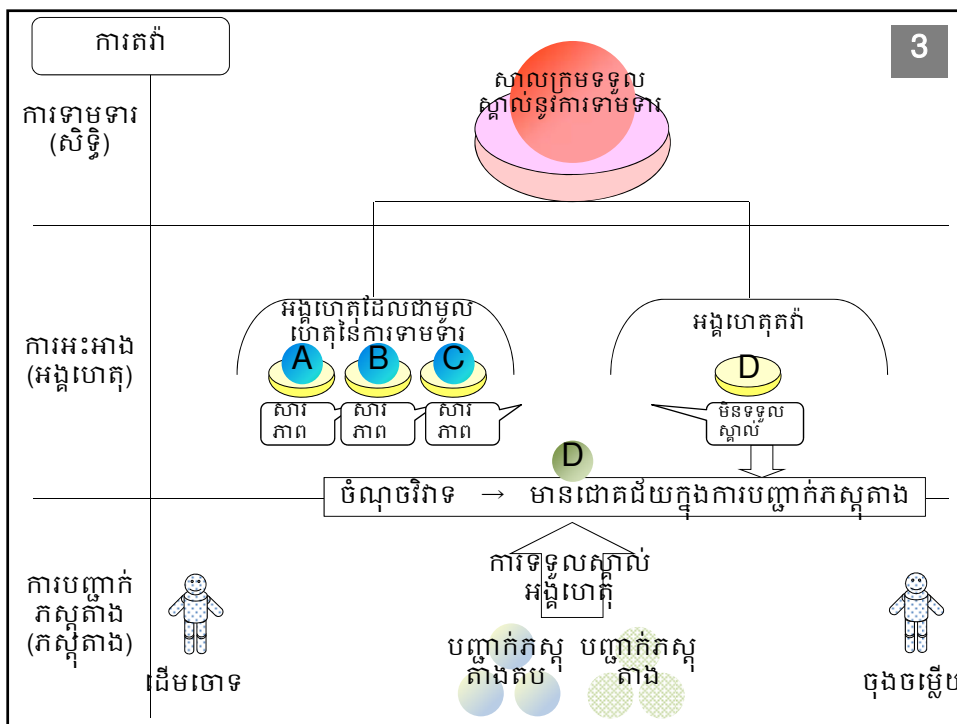 ការតវ៉ា
3
សាលក្រមទទួល
ស្គាល់នូវការទាមទារ
ការទាមទារ
(សិទ្ធិ)
អង្គហេតុដែលជាមូល
ហេតុនៃការទាមទារ
អង្គហេតុតវ៉ា
ការអះអាង
(អង្គហេតុ)
A B C
D
សារ
ភាព
សារ
ភាព
សារ
ភាព
មិនទទួល
ស្គាល់
D
ចំណុចវិវាទ → មានជោគជ័យក្នុងការបញ្ជាក់ភស្តុតាង
ការទទួលស្គាល់
អង្គហេតុ
ការបញ្ជាក់
ភស្តុតាង
(ភស្តុតាង)
បញ្ជាក់ភស្តុ
តាងតប
បញ្ជាក់ភស្តុ
តាង
ដើមចោទ
ចុងចម្លើយ